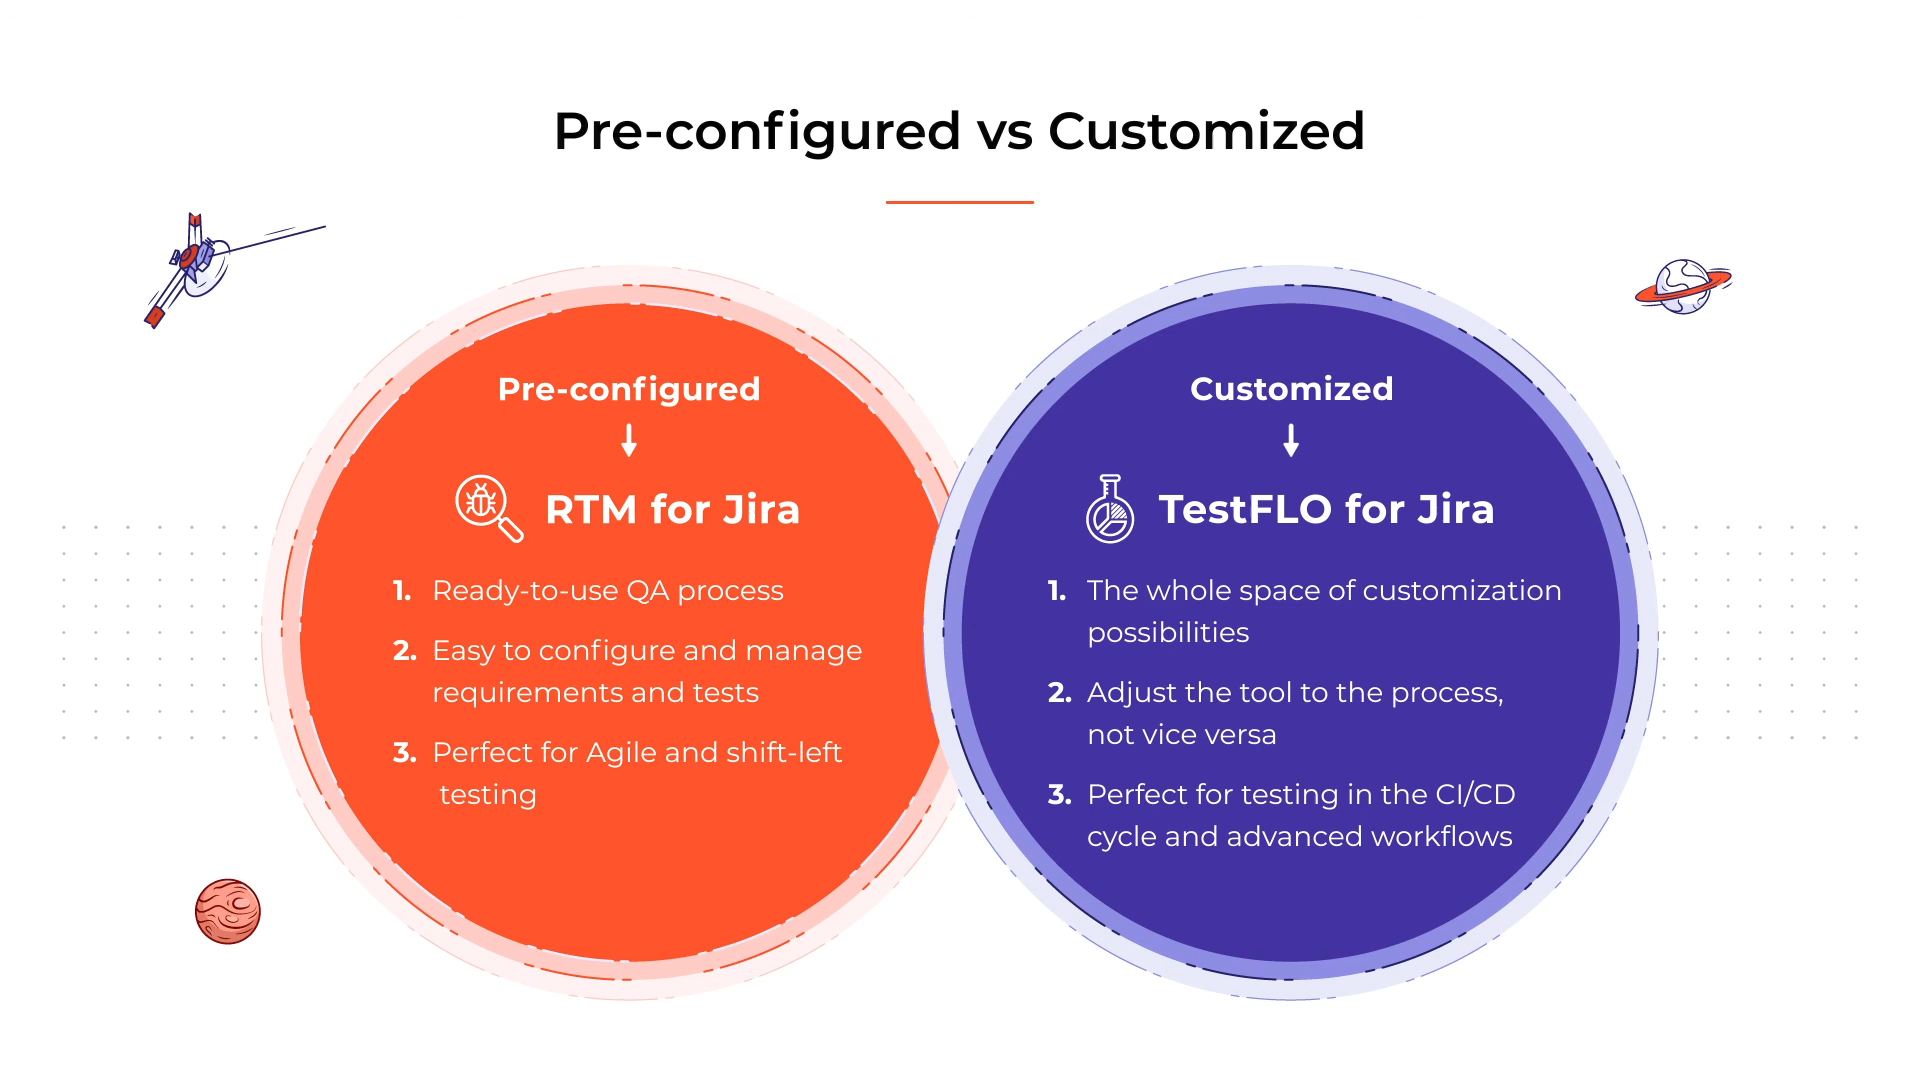 Pre-configured vs Customized
Pre-configured
RTM for Jira
1. Ready-to-use QA process
2. Easy to configure and manage
requirements and tests
3. Perfect for Agile and shift-left
testing
Customized
TestFLO for Jira
1. The whole space of customization
possibilities
2. Adjust the tool to the process,
not vice versa
3. Perfect for testing in the CI/CD
cycle and advanced workflows